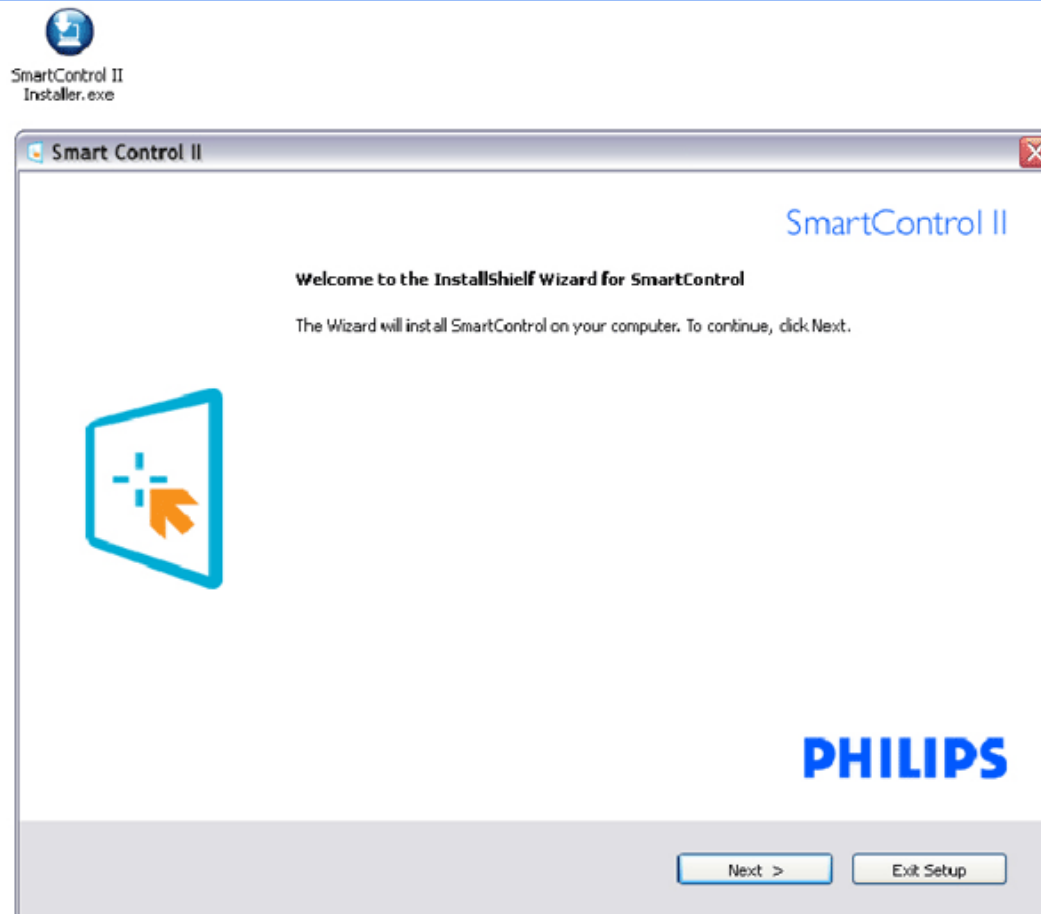 SmartControl II
Installer.exe
Smart Control II
SmartControl II
Welcome to the InstallShielf Wizard for SmartControl
The Wizard will install SmartControl on your computer. To continue, click Next.
PHILIPS
Next >
Exit Setup